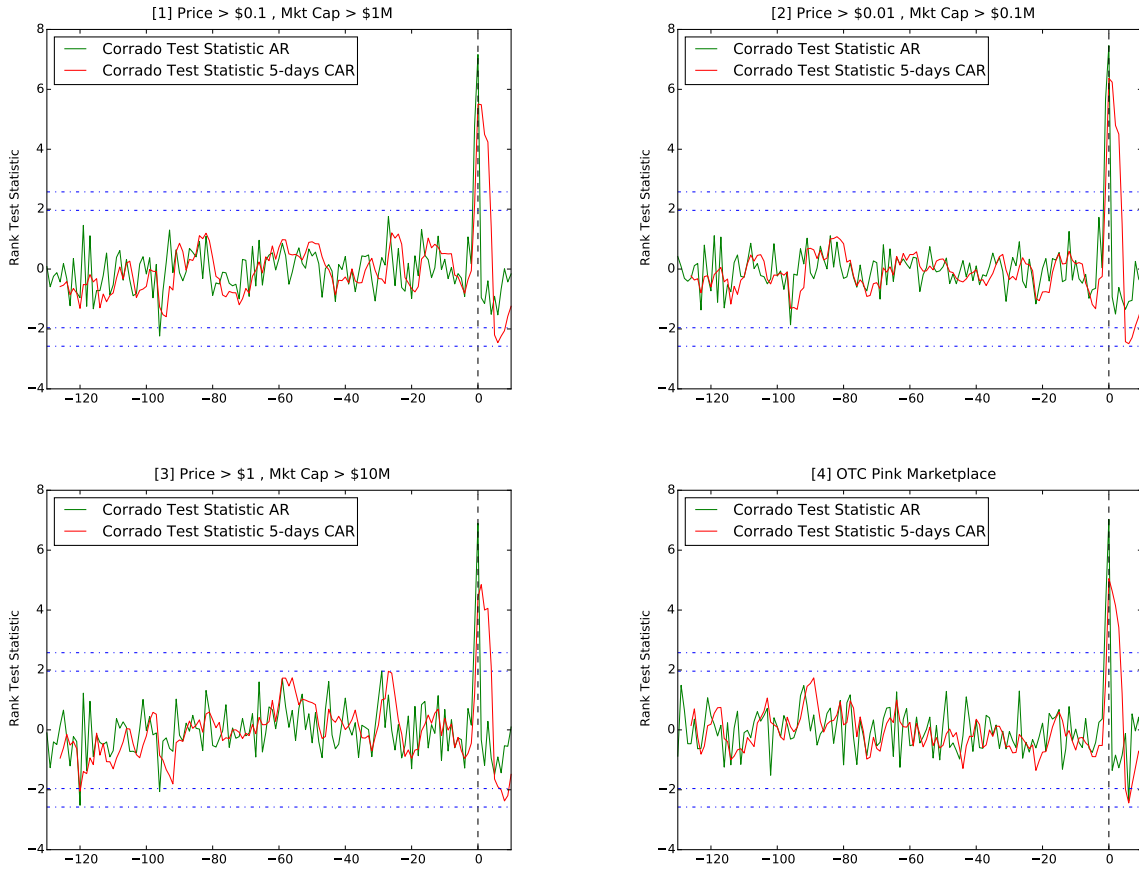 [1] Price > $0.1 , Mkt Cap > $1M
8
6
4
2
0
−2
−4
Rank Test Statistic
Corrado Test Statistic AR
Corrado Test Statistic 5-days CAR
−120 −100 −80 −60 −40 −20 0
[2] Price > $0.01 , Mkt Cap > $0.1M
8
6
4
2
0
−2
−4
Rank Test Statistic
Corrado Test Statistic AR
Corrado Test Statistic 5-days CAR
−120 −100 −80 −60 −40 −20 0
[3] Price > $1 , Mkt Cap > $10M
8
6
4
2
0
−2
−4
Rank Test Statistic
Corrado Test Statistic AR
Corrado Test Statistic 5-days CAR
−120 −100 −80 −60 −40 −20 0
[4] OTC Pink Marketplace
8
6
4
2
0
−2
−4
Rank Test Statistic
Corrado Test Statistic AR
Corrado Test Statistic 5-days CAR
−120 −100 −80 −60 −40 −20 0